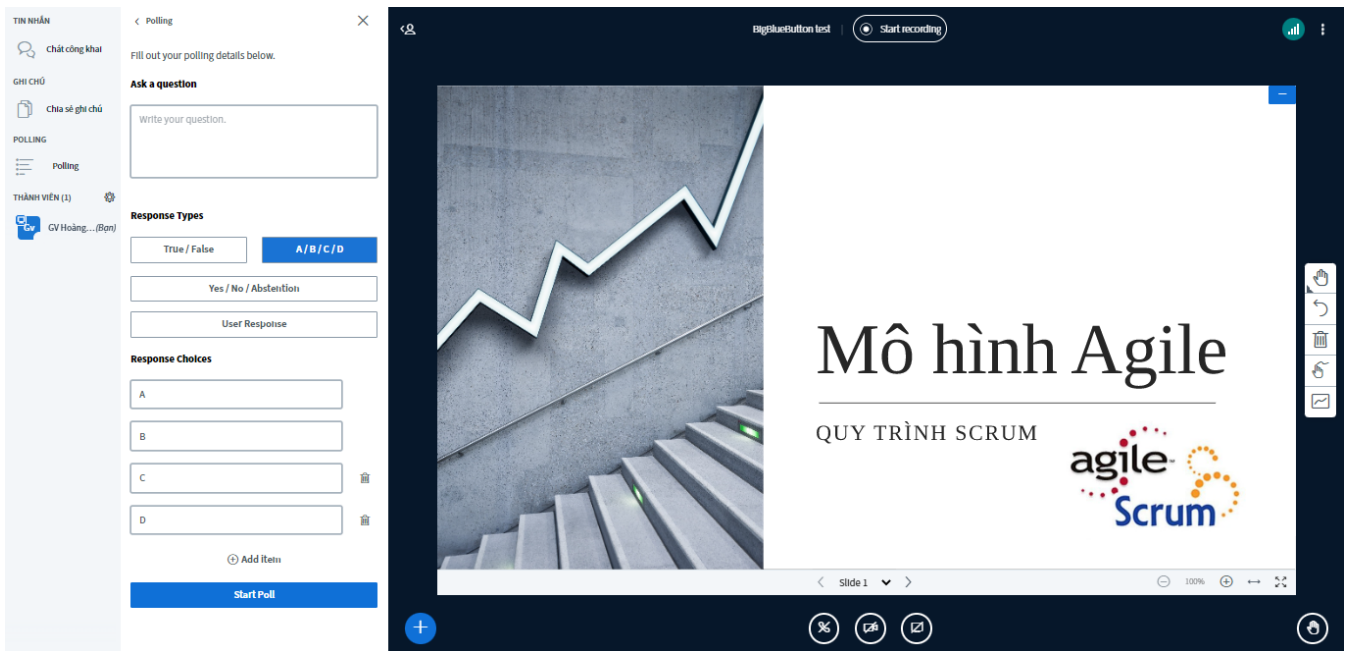 TIN NHẮN
Chát công khai
GHI CHÚ
Chia sẻ ghi chú
POLLING
Polling
THÀNH VIÊN (1)
Gv
GV Hoàng...(Bạn)
Polling
Fill out your polling details below.
Ask a question
Write your question.
Response Types
True / False
A / B / C / D
Yes / No / Abstention
User Response
Response Choices
A
B
C
D
Add item
Start Poll
BigBlueButton test
Start recording
Mô hình Agile
QUY TRÌNH SCRUM
agile
Scrum
Slide 1
100%